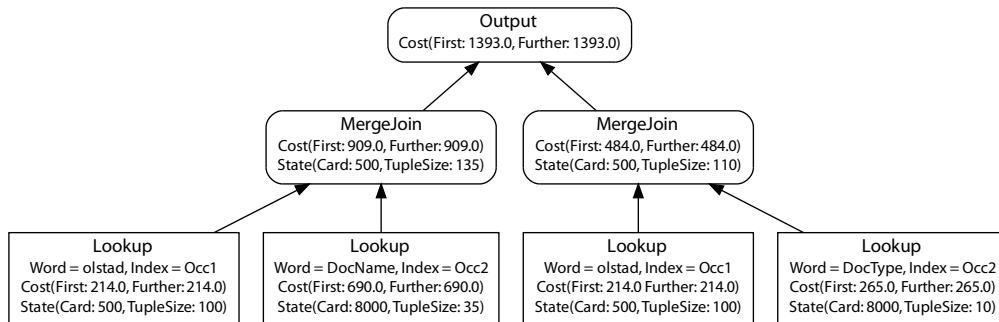 Output
Cost(First: 1393.0, Further: 1393.0)
MergeJoin
Cost(First: 909.0, Further: 909.0)
State(Card: 500, TupleSize: 135)
MergeJoin
Cost(First: 484.0, Further: 484.0)
State(Card: 500, TupleSize: 110)
Lookup
Word = olstad, Index = Occ1
Cost(First: 214.0, Further: 214.0)
State(Card: 500, TupleSize: 100)
Lookup
Word = DocName, Index = Occ2
Cost(First: 690.0, Further: 690.0)
State(Card: 8000, TupleSize: 35)
Lookup
Word = olstad, Index = Occ1
Cost(First: 214.0 Further: 214.0)
State(Card: 500, TupleSize: 100)
Lookup
Word = DocType, Index = Occ2
Cost(First: 265.0, Further: 265.0)
State(Card: 8000, TupleSize: 10)